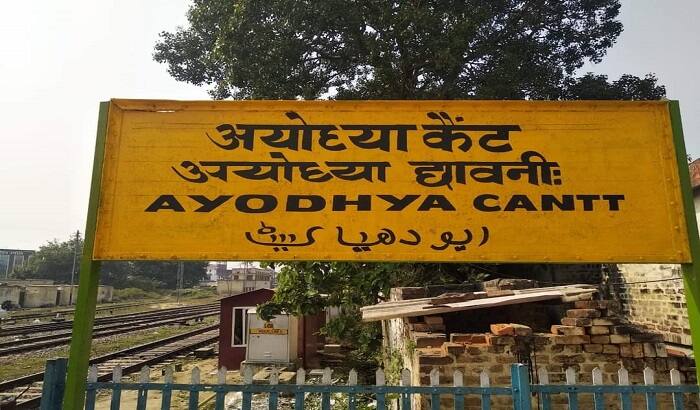 अयोध्या कैंट
अयोध्या छावनीः
AYODHYA CANTT
ایودھیا کینٹ